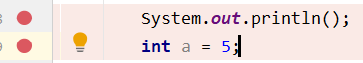 System.out.println();
int a = 5;